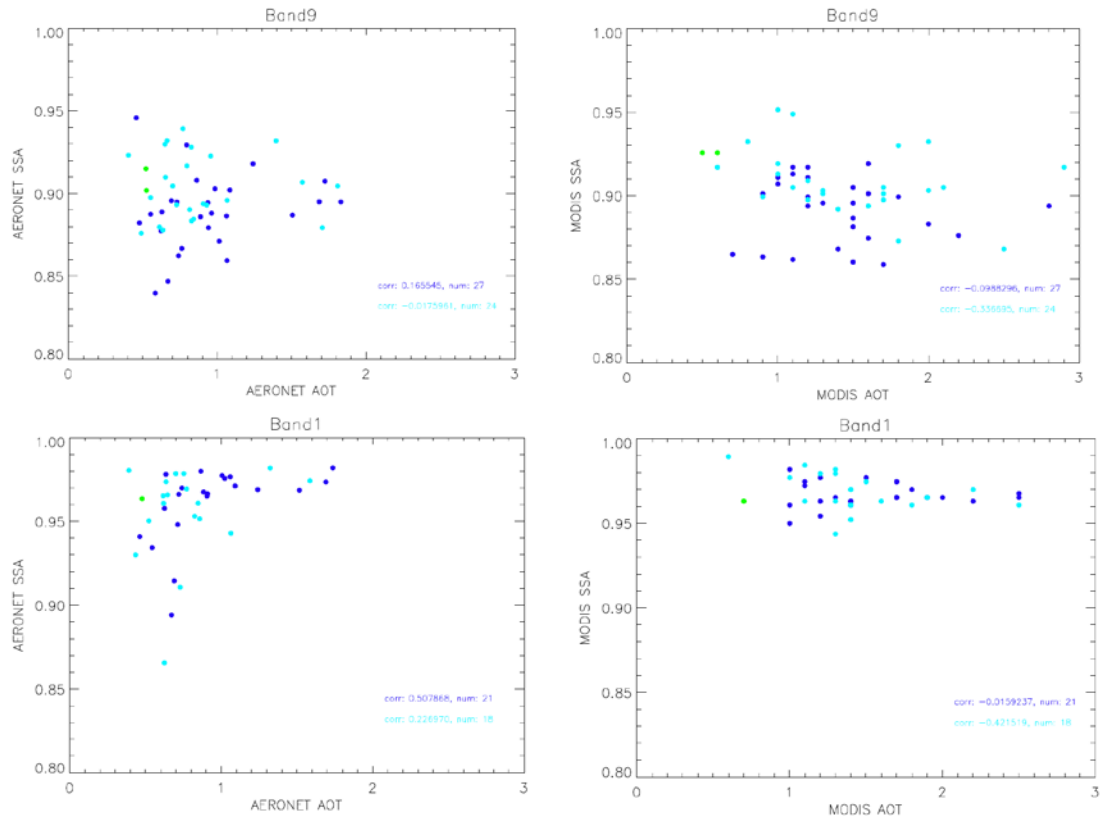 Band9
1.00
0.95
0.90
0.85
0.80
AERONET SSA
corr: 0.165545, num: 27
corr: -0.0175961, num: 24
0 1 2 3
AERONET AOT
Band9
1.00
0.95
0.90
0.85
0.80
MODIS SSA
corr: -0.0988296, num: 27
corr: -0.336695, num: 24
0 1 2 3
MODIS AOT
Band1
1.00
0.95
0.90
0.85
0.80
AERONET SSA
corr: 0.507868, num: 21
corr: 0.226970, num: 18
0 1 2 3
AERONET AOT
Band1
1.00
0.95
0.90
0.85
0.80
MODIS SSA
corr: -0.0159237, num: 21
corr: -0.421519, num: 18
0 1 2 3
MODIS AOT